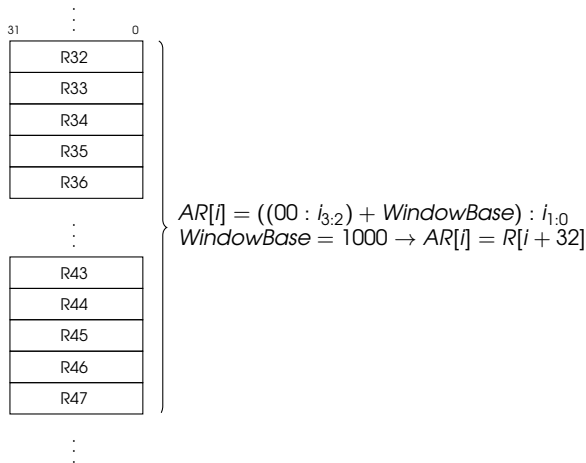 31 0
R32
R33
R34
R35
R36
AR[i] = ((00 : i3:2) + WindowBase) : i1:0
WindowBase = 1000 → AR[i] = R[i + 32]
R43
R44
R45
R46
R47